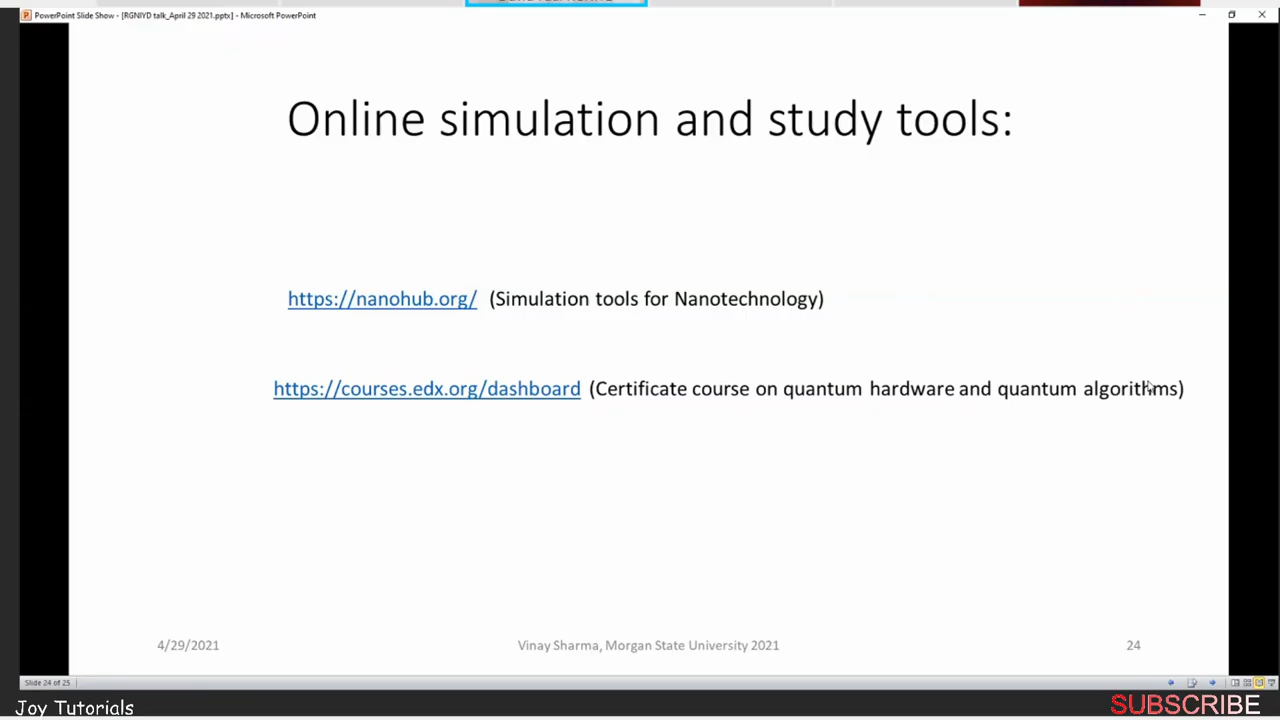 PowerPoint Slide Show - [RGNIYD talk_April 29 2021.pptx] - Microsoft PowerPoint
Online simulation and study tools:
https://nanohub.org/ (Simulation tools for Nanotechnology)
https://courses.edx.org/dashboard (Certificate course on quantum hardware and quantum algorithms)
4/29/2021 Vinay Sharma, Morgan State University 2021 24
Slide 24 of 25
Joy Tutorials SUBSCRIBE